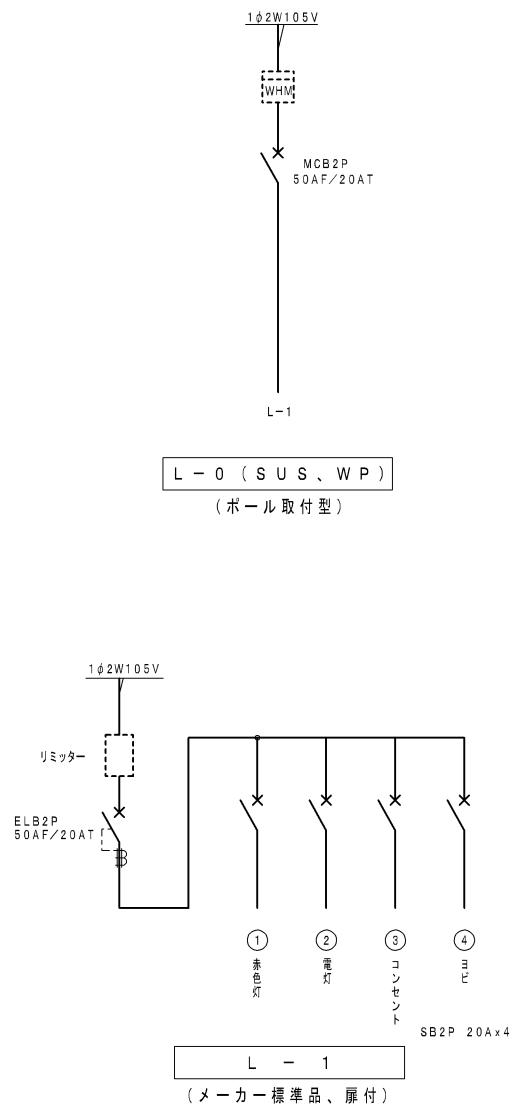 1φ2W105V
WHM
MCB2P
50AF/20AT
L-1
L-0(SUS、WP)
(ポール取付型)
1φ2W105V
リミッター
ELB2P
50AF/20AT
1
2
3
4
赤色灯
電灯
コンセント
ヨビ
SB2P 20Ax4
L-1
(メーカー標準品、扉付)